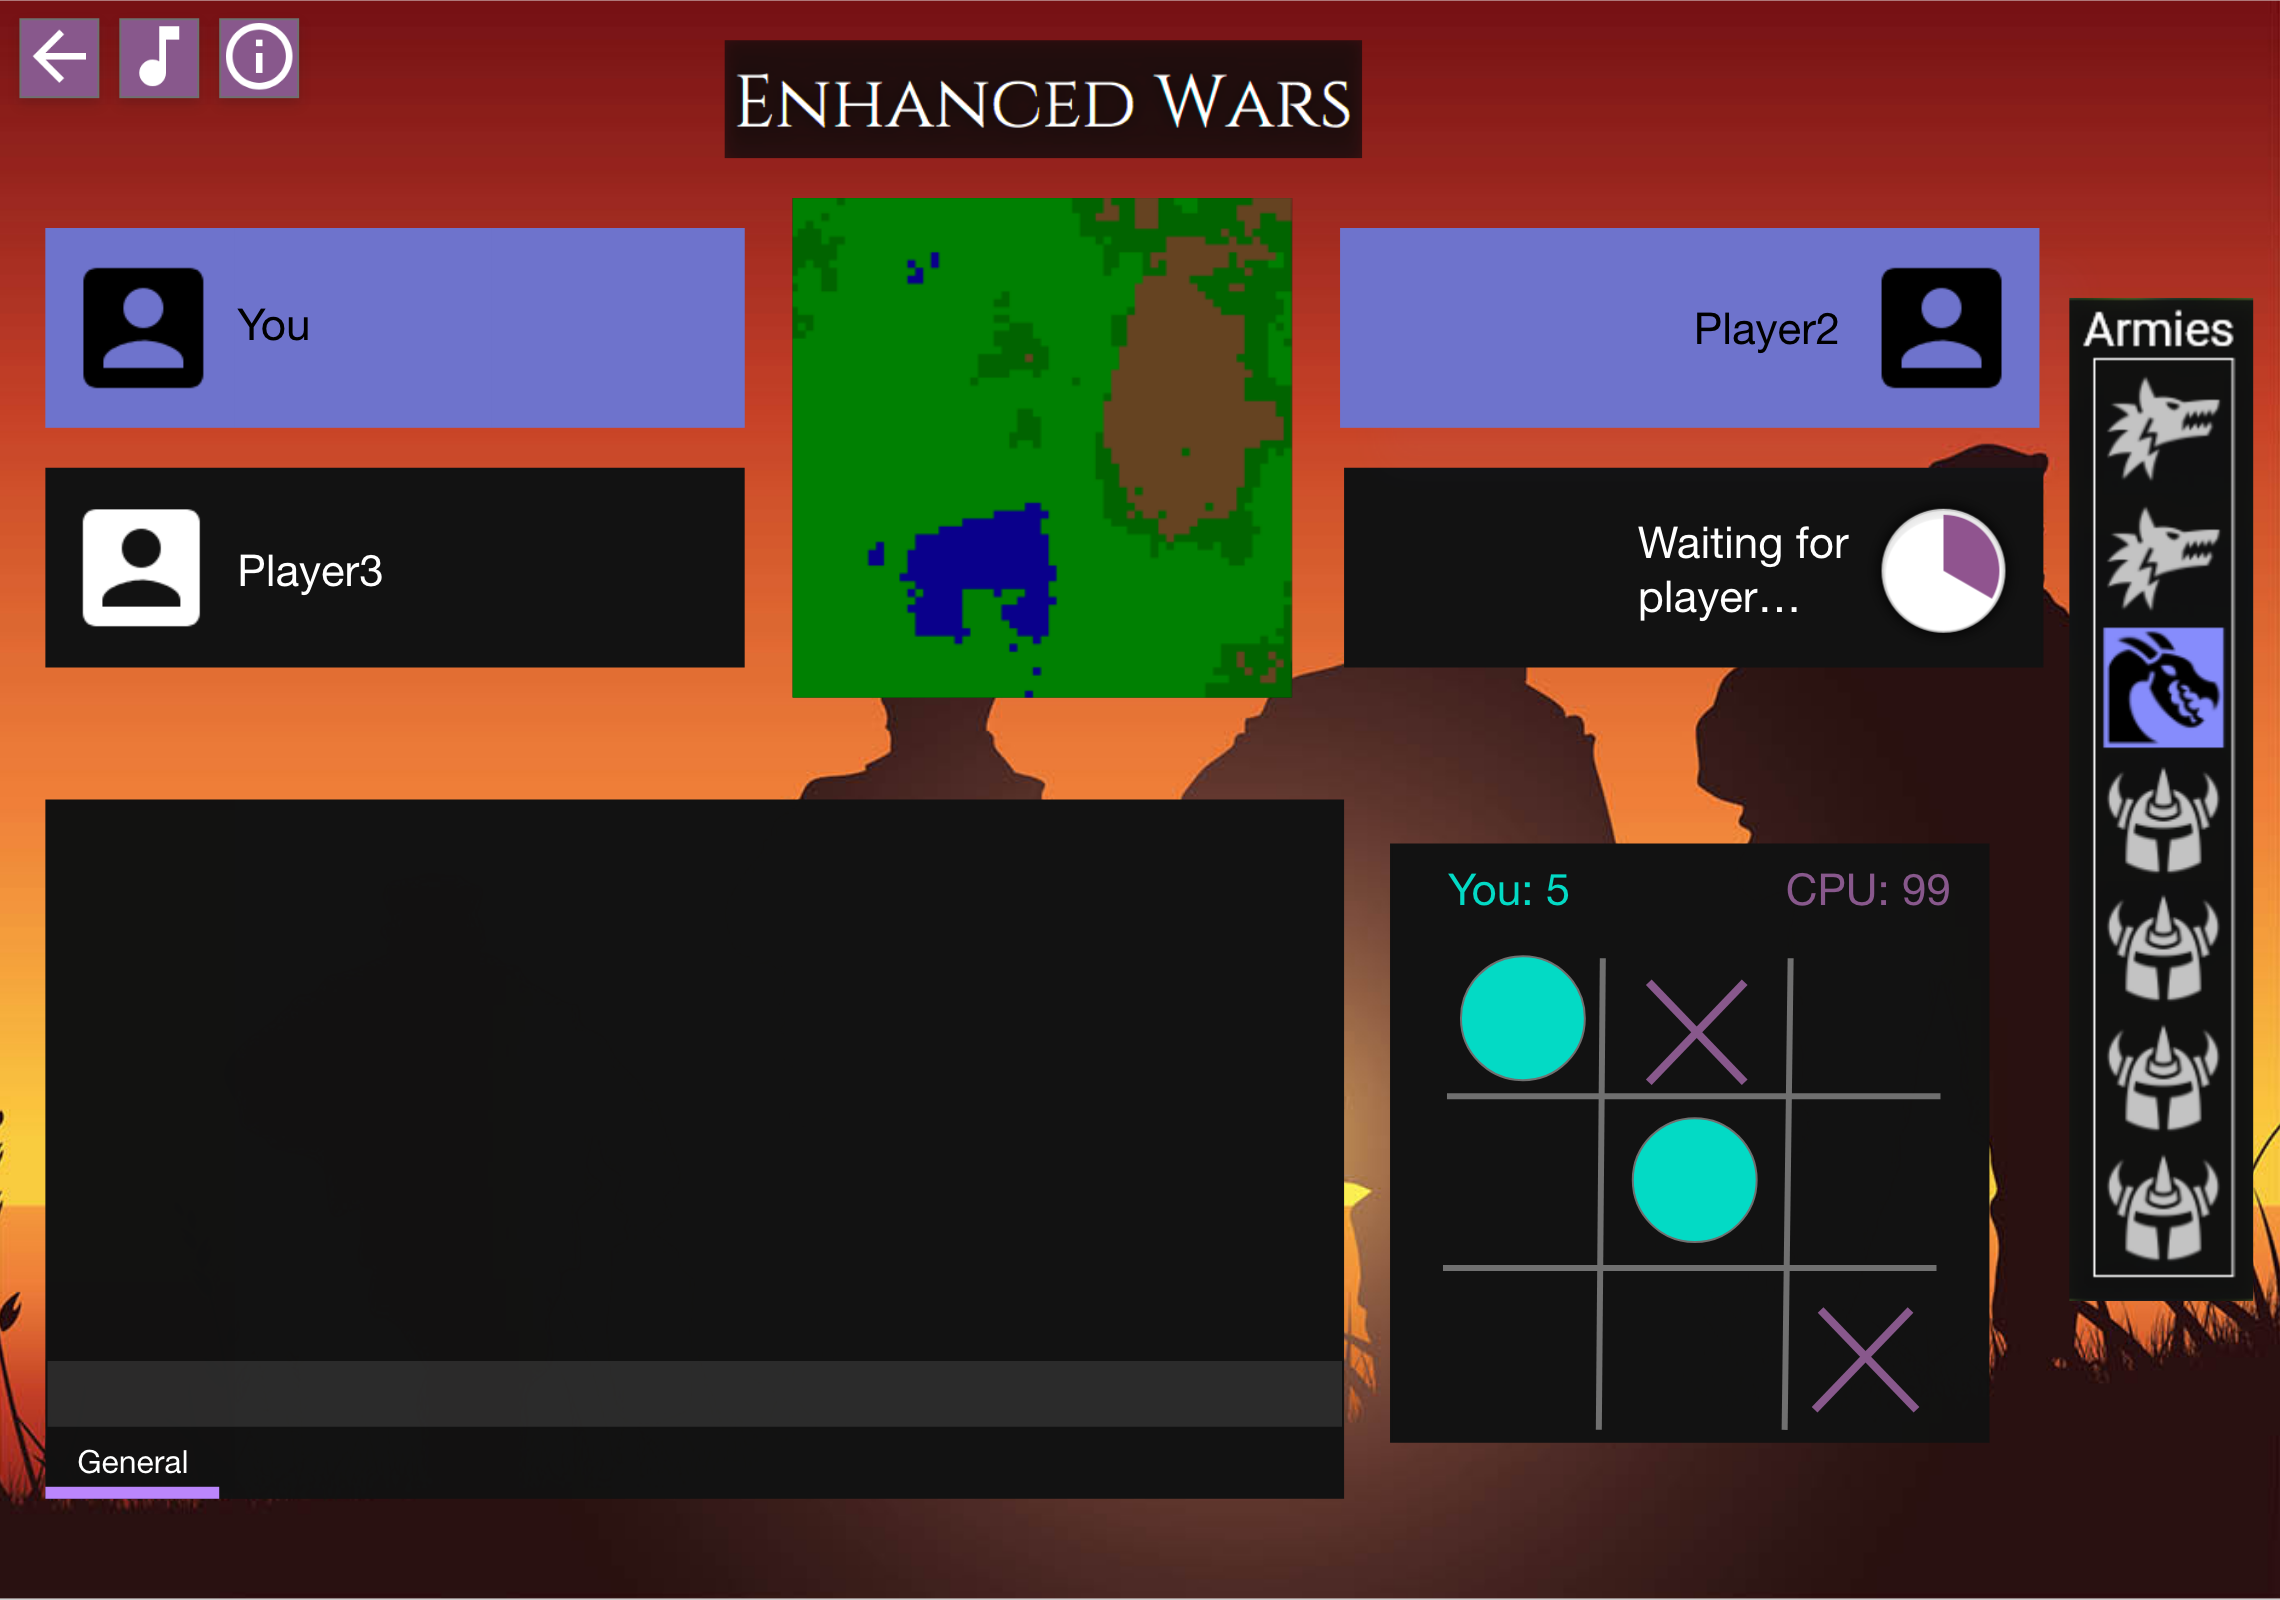 Enhanced Wars
You
Player2
Armies
Player3
Waiting for
player...
You: 5
CPU: 99
General